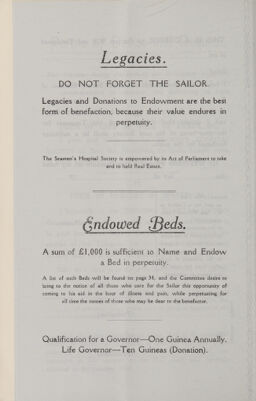 Legacies.
DO NOT FORGET THE SAILOR.
Legacies and Donations to Endowment are the best
form of benefaction, because their value endures in
perpetuity.
The Seamen's Hospital Society is empowered by its Act of Parliament to take
and to hold Real Estate.
Endowed Beds.
A sum of £1,000 is sufficient to Name and Endow
a Bed in perpetuity.
A list of such Beds will be found on page 34, and the Committee desire to
bring to the notice of all those who care for the Sailor this opportunity of
coming to his aid in the hour of illness and pain, while perpetuating for
all time the names of those who may be dear to the benefactor.
Qualification for a Governor—One Guinea Annually.
Life Governor—Ten Guineas (Donation).